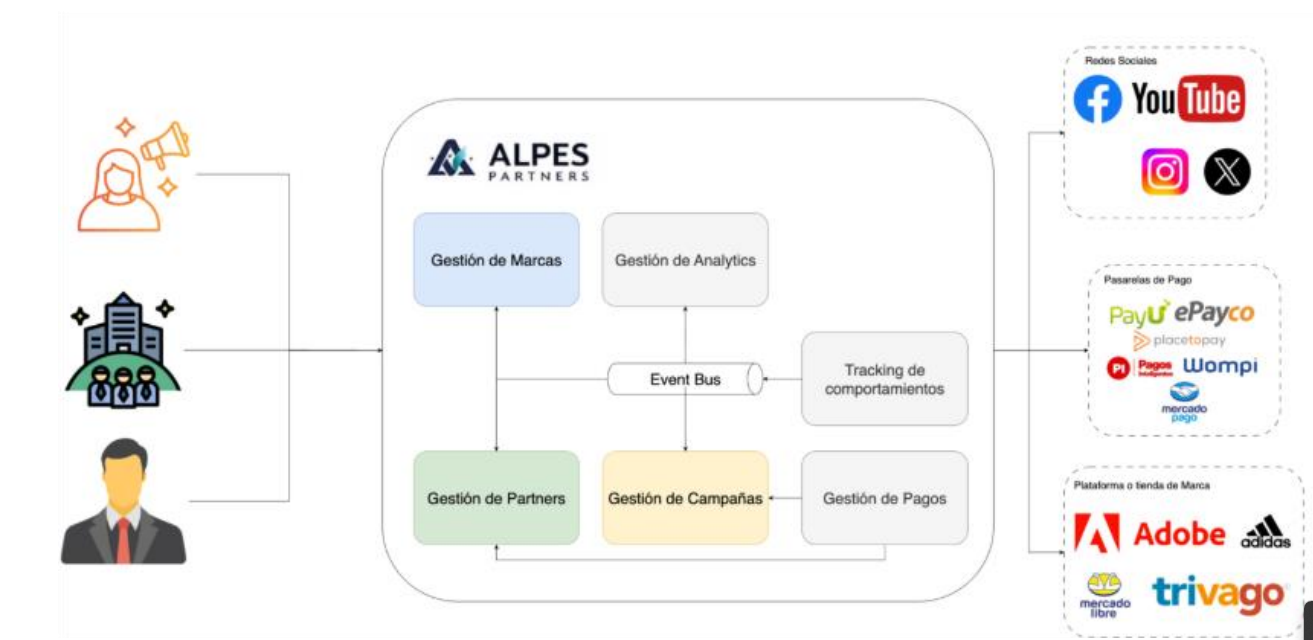 Redes Sociales
YouTube
ALPES
PARTNERS
Gestión de Marcas
Gestión de Analytics
Pasarelas de Pago
PayU ePayco
placetopay
PI Pagos Inteligentes Wompi
mercado
pago
Event Bus
Tracking de
comportamientos
Gestión de Partners
Gestión de Campañas
Gestión de Pagos
Plataforma o tienda de Marca
Adobe adidas
mercado
libre
trivago